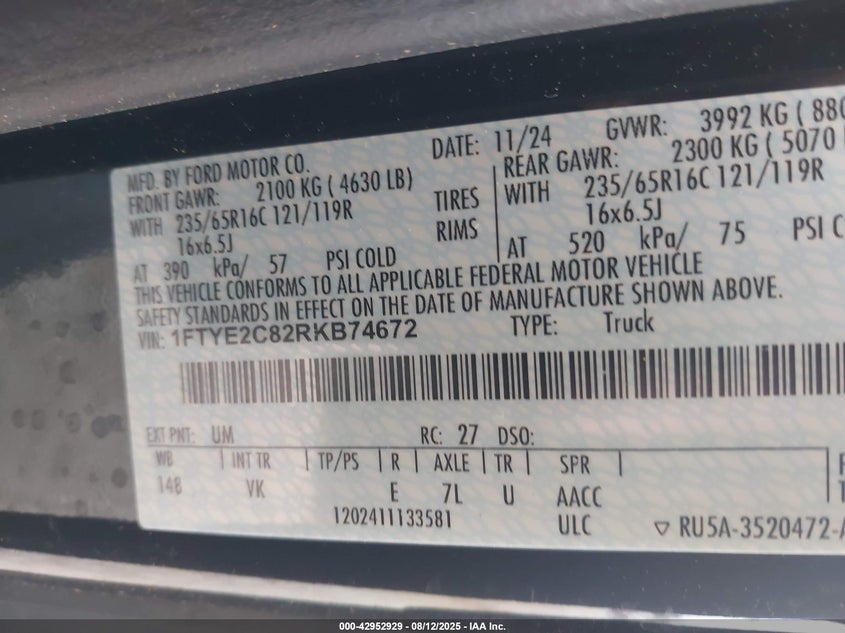 MFD. BY FORD MOTOR CO. DATE: 11/24 GVWR: 3992 KG ( 880
FRONT GAWR: 2100 KG ( 4630 LB) REAR GAWR: 2300 KG ( 5070
WITH 235/65R16C 121/119R TIRES WITH 235/65R16C 121/119R
16x6.5J RIMS 16x6.5J
AT 390 kPa/ 57 PSI COLD AT 520 kPa/ 75 PSI C
THIS VEHICLE CONFORMS TO ALL APPLICABLE FEDERAL MOTOR VEHICLE
SAFETY STANDARDS IN EFFECT ON THE DATE OF MANUFACTURE SHOWN ABOVE.
VIN: 1FTYE2C82RKB74672 TYPE: Truck
EXT PNT: UM RC: 27 DSO:
WB INT TR TP/PS R AXLE TR SPR
148 VK E 7L U AACC
1202411133581 ULC ▽ RU5A-3520472-A
000-42952929 - 08/12/2025 - IAA Inc.